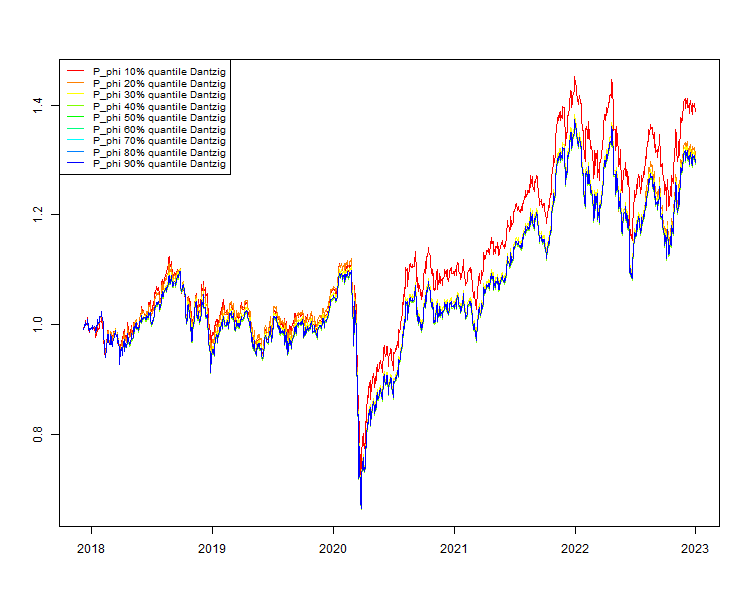 P_phi 10% quantile Dantzig
P_phi 20% quantile Dantzig
P_phi 30% quantile Dantzig
P_phi 40% quantile Dantzig
P_phi 50% quantile Dantzig
P_phi 60% quantile Dantzig
P_phi 70% quantile Dantzig
P_phi 80% quantile Dantzig
P_phi 90% quantile Dantzig
1.4
1.2
1.0
0.8
2018 2019 2020 2021 2022 2023